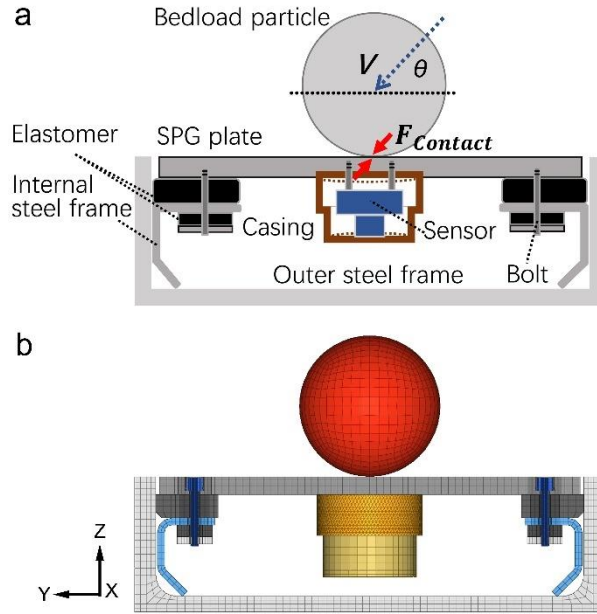 a
Bedload particle
V
θ
Elastomer
SPG plate
F_Contact
Internal
steel frame
Casing
Sensor
Bolt
Outer steel frame
b
Z
Y
X